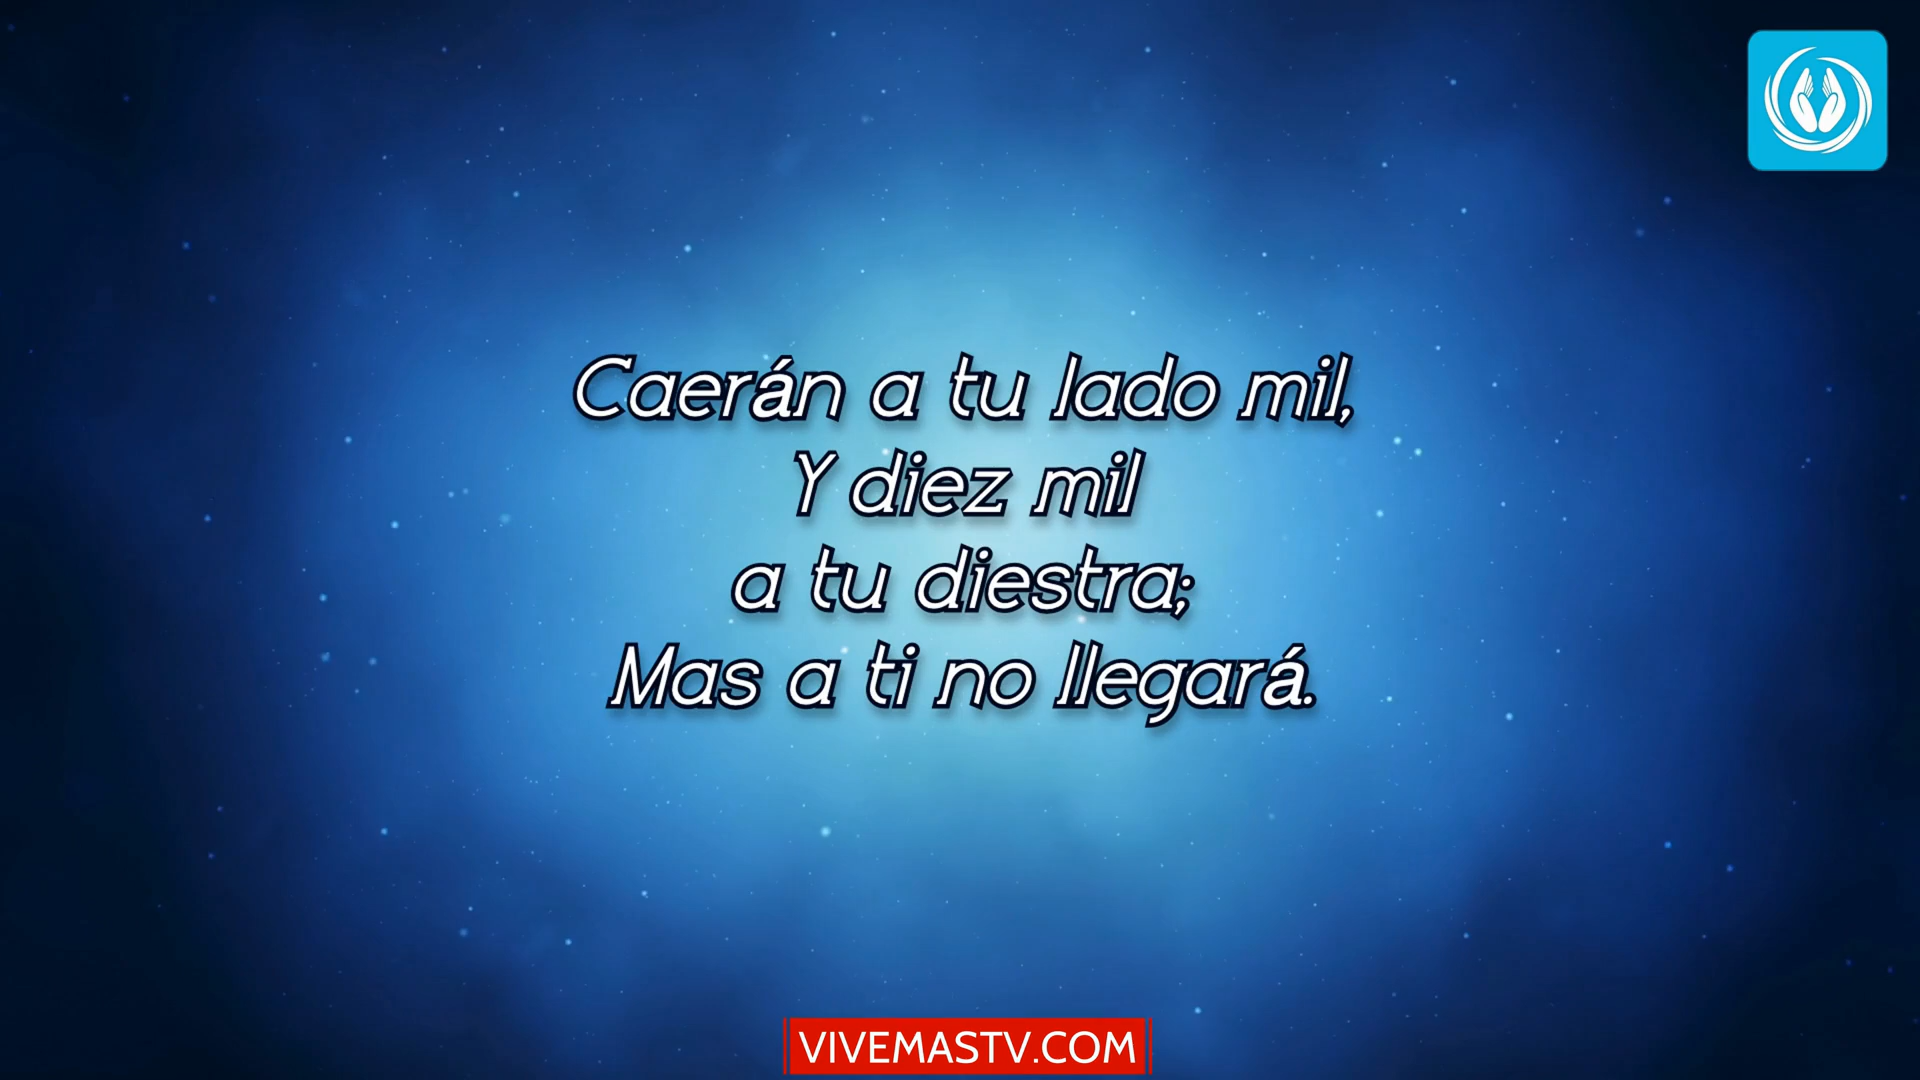 Caerán a tu lado mil,
Y diez mil
a tu diestra;
Mas a ti no llegará.
VIVEMASTV.COM